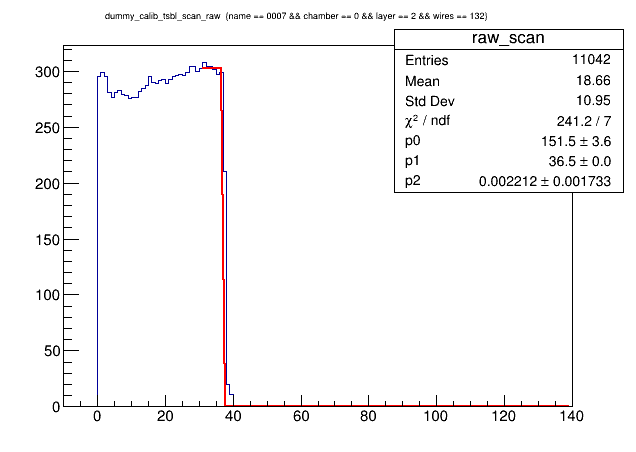 dummy_calib_tsbl_scan_raw (name == 0007 && chamber == 0 && layer == 2 && wires == 132)
raw_scan
Entries 11042
Mean 18.66
Std Dev 10.95
χ² / ndf 241.2 / 7
p0 151.5 ± 3.6
p1 36.5 ± 0.0
p2 0.002212 ± 0.001733
300
250
200
150
100
50
0
0 20 40 60 80 100 120 140